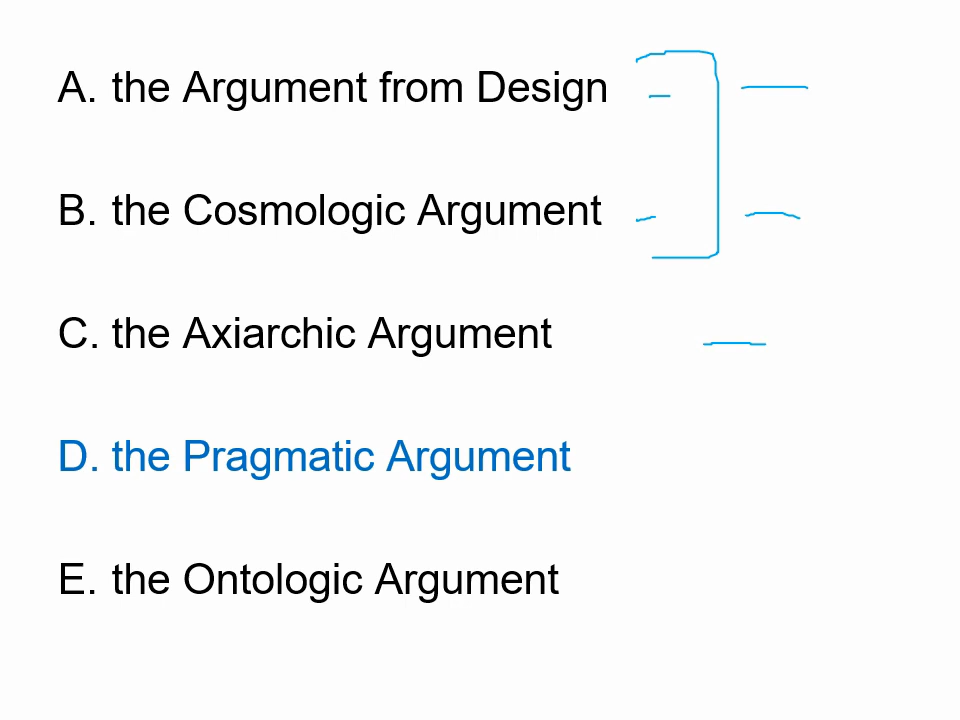 A. the Argument from Design
B. the Cosmologic Argument
C. the Axiarchic Argument
D. the Pragmatic Argument
E. the Ontologic Argument